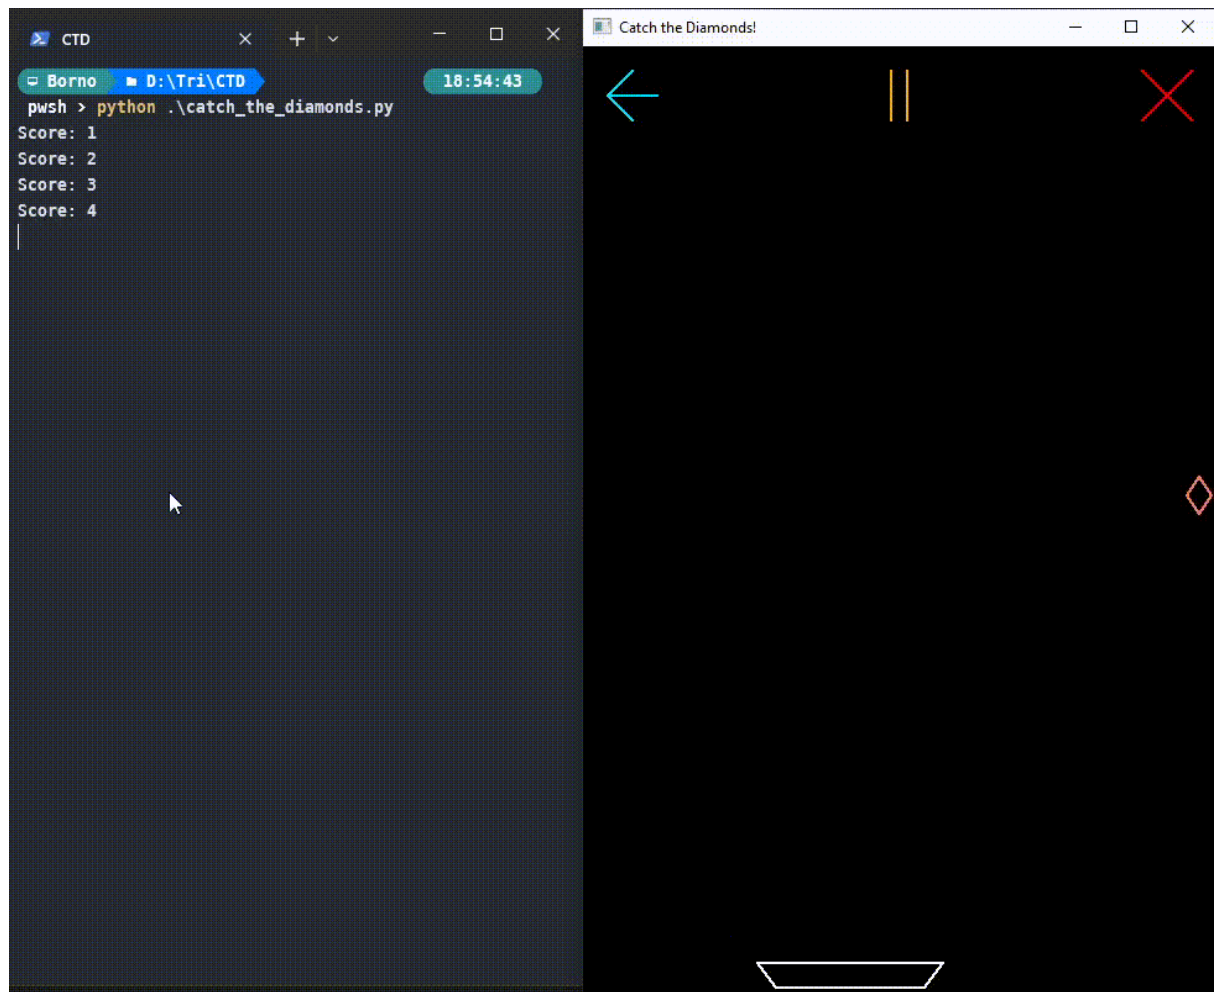 CTD
Borno D:\Tri\CTD 18:54:43
pwsh > python .\catch_the_diamonds.py
Score: 1
Score: 2
Score: 3
Score: 4
Catch the Diamonds!